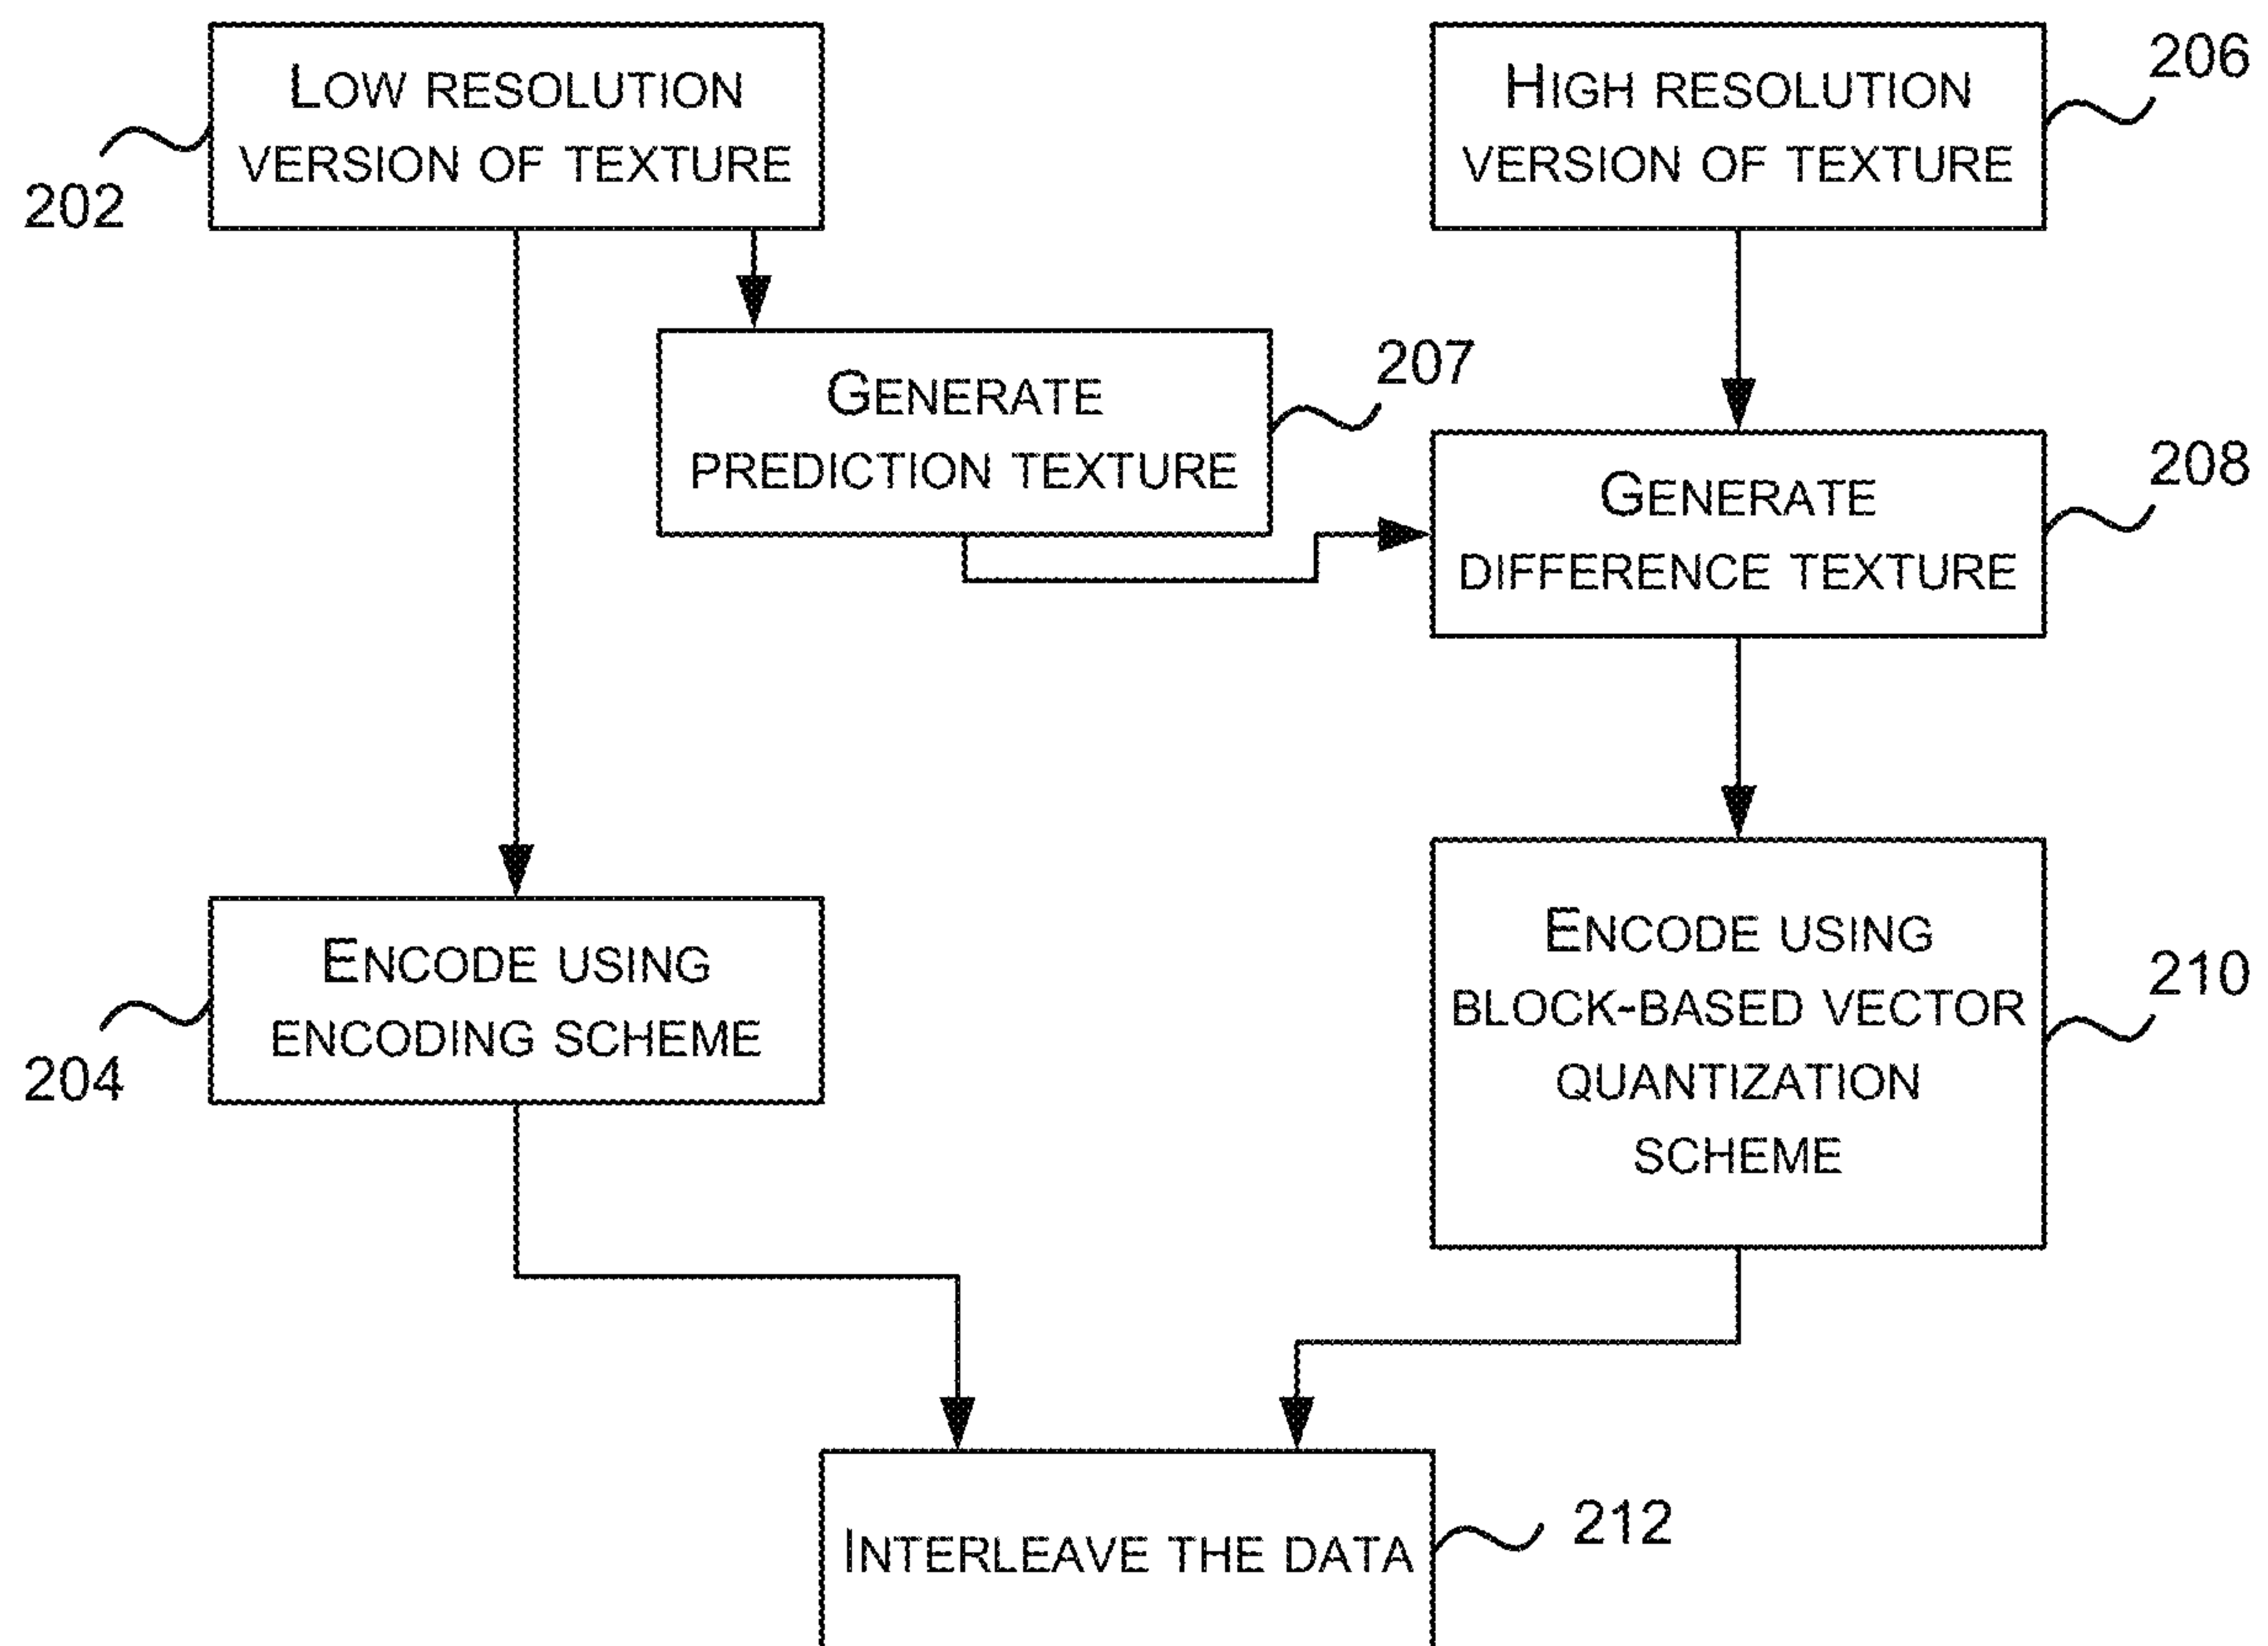 LOW RESOLUTION
VERSION OF TEXTURE
202
HIGH RESOLUTION
VERSION OF TEXTURE
206
GENERATE
PREDICTION TEXTURE
207
GENERATE
DIFFERENCE TEXTURE
208
ENCODE USING
ENCODING SCHEME
204
ENCODE USING
BLOCK-BASED VECTOR
QUANTIZATION
SCHEME
210
INTERLEAVE THE DATA
212